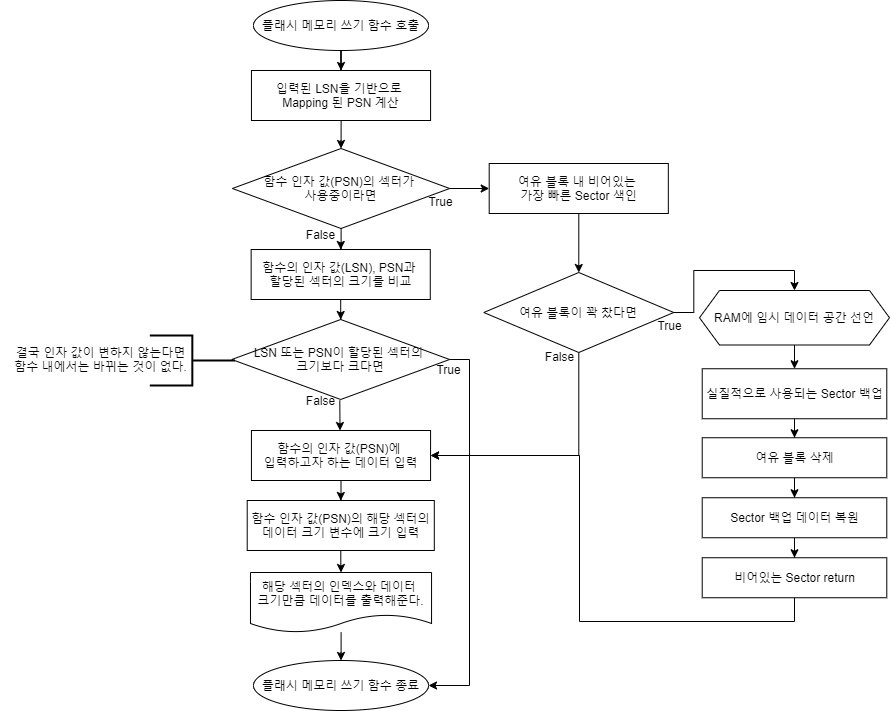 플래시 메모리 쓰기 함수 호출
입력된 LSN을 기반으로
Mapping 된 PSN 계산
함수 인자 값(PSN)의 섹터가
사용중이라면
True
False
여유 블록 내 비어있는
가장 빠른 Sector 색인
함수의 인자 값(LSN), PSN과
할당된 섹터의 크기를 비교
여유 블록이 꽉 찼다면
True
False
RAM에 임시 데이터 공간 선언
결국 인자 값이 변하지 않는다면
함수 내에서는 바뀌는 것이 없다.
LSN 또는 PSN이 할당된 섹터의
크기보다 크다면
True
False
실질적으로 사용되는 Sector 백업
함수의 인자 값(PSN)에
입력하고자 하는 데이터 입력
여유 블록 삭제
함수 인자 값(PSN)의 해당 섹터의
데이터 크기 변수에 크기 입력
Sector 백업 데이터 복원
해당 섹터의 인덱스와 데이터
크기만큼 데이터를 출력해준다.
비어있는 Sector return
플래시 메모리 쓰기 함수 종료